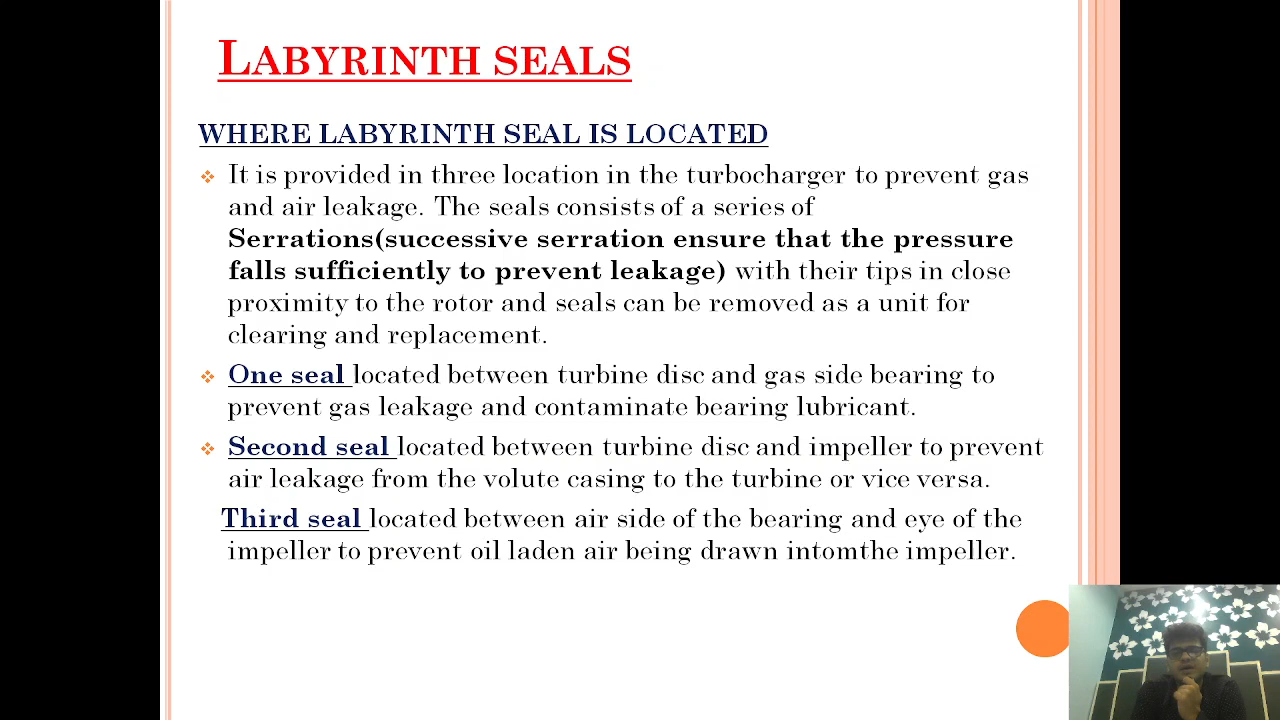 LABYRINTH SEALS
WHERE LABYRINTH SEAL IS LOCATED
It is provided in three location in the turbocharger to prevent gas
and air leakage. The seals consists of a series of
Serrations(successive serration ensure that the pressure
falls sufficiently to prevent leakage) with their tips in close
proximity to the rotor and seals can be removed as a unit for
clearing and replacement.
One seal located between turbine disc and gas side bearing to
prevent gas leakage and contaminate bearing lubricant.
Second seal located between turbine disc and impeller to prevent
air leakage from the volute casing to the turbine or vice versa.
Third seal located between air side of the bearing and eye of the
impeller to prevent oil laden air being drawn intomthe impeller.